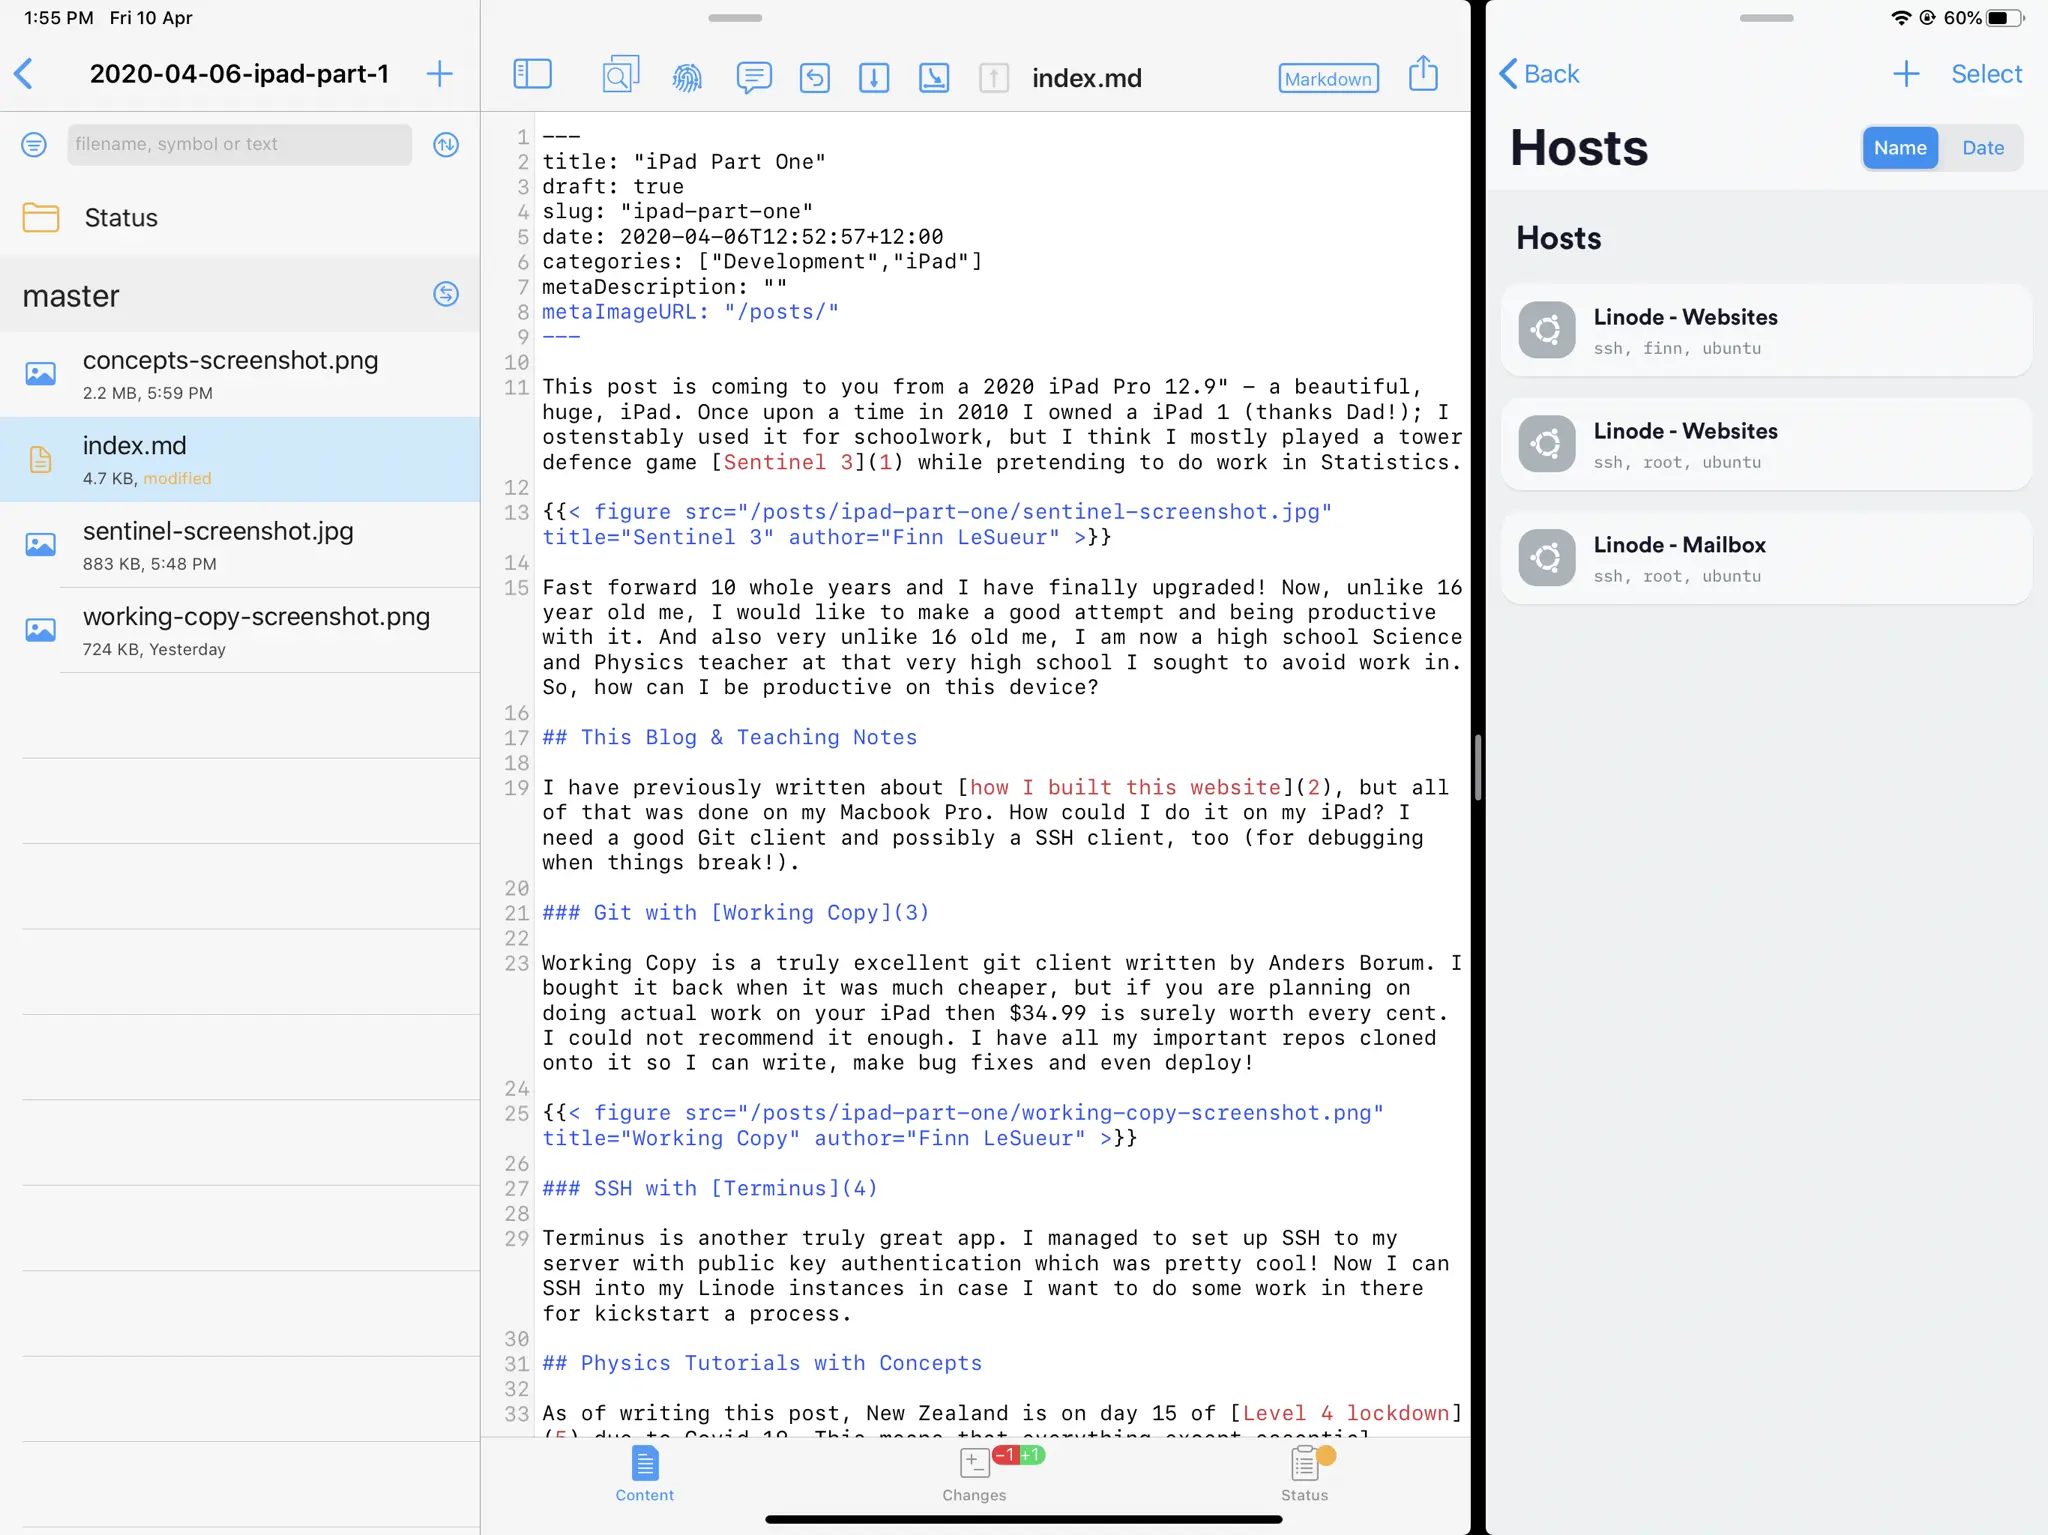 1:55 PM Fri 10 Apr
2020-04-06-ipad-part-1
filename, symbol or text
Status
master
concepts-screenshot.png
2.2 MB, 5:59 PM
index.md
4.7 KB, modified
sentinel-screenshot.jpg
883 KB, 5:48 PM
working-copy-screenshot.png
724 KB, Yesterday
index.md
Markdown
1 ---
2 title: "iPad Part One"
3 draft: true
4 slug: "ipad-part-one"
5 date: 2020-04-06T12:52:57+12:00
6 categories: ["Development","iPad"]
7 metaDescription: ""
8 metaImageURL: "/posts/"
9 ---
10
11 This post is coming to you from a 2020 iPad Pro 12.9" - a beautiful,
huge, iPad. Once upon a time in 2010 I owned a iPad 1 (thanks Dad!); I
ostenstably used it for schoolwork, but I think I mostly played a tower
defence game [Sentinel 3](1) while pretending to do work in Statistics.
12
13 {{< figure src="/posts/ipad-part-one/sentinel-screenshot.jpg"
title="Sentinel 3" author="Finn LeSueur" >}}
14
15 Fast forward 10 whole years and I have finally upgraded! Now, unlike 16
year old me, I would like to make a good attempt and being productive
with it. And also very unlike 16 old me, I am now a high school Science
and Physics teacher at that very high school I sought to avoid work in.
So, how can I be productive on this device?
16
17 ## This Blog & Teaching Notes
18
19 I have previously written about [how I built this website](2), but all
of that was done on my Macbook Pro. How could I do it on my iPad? I
need a good Git client and possibly a SSH client, too (for debugging
when things break!).
20
21 ### Git with [Working Copy](3)
22
23 Working Copy is a truly excellent git client written by Anders Borum. I
bought it back when it was much cheaper, but if you are planning on
doing actual work on your iPad then $34.99 is surely worth every cent.
I could not recommend it enough. I have all my important repos cloned
onto it so I can write, make bug fixes and even deploy!
24
25 {{< figure src="/posts/ipad-part-one/working-copy-screenshot.png"
title="Working Copy" author="Finn LeSueur" >}}
26
27 ### SSH with [Terminus](4)
28
29 Terminus is another truly great app. I managed to set up SSH to my
server with public key authentication which was pretty cool! Now I can
SSH into my Linode instances in case I want to do some work in there
for kickstart a process.
30
31 ## Physics Tutorials with Concepts
32
33 As of writing this post, New Zealand is on day 15 of [Level 4 lockdown]
(5) due to Covid-19. This means that everything except essential
Content
-1 +1
Changes
Status
60%
Back
Select
Hosts
Name
Date
Hosts
Linode - Websites
ssh, finn, ubuntu
Linode - Websites
ssh, root, ubuntu
Linode - Mailbox
ssh, root, ubuntu